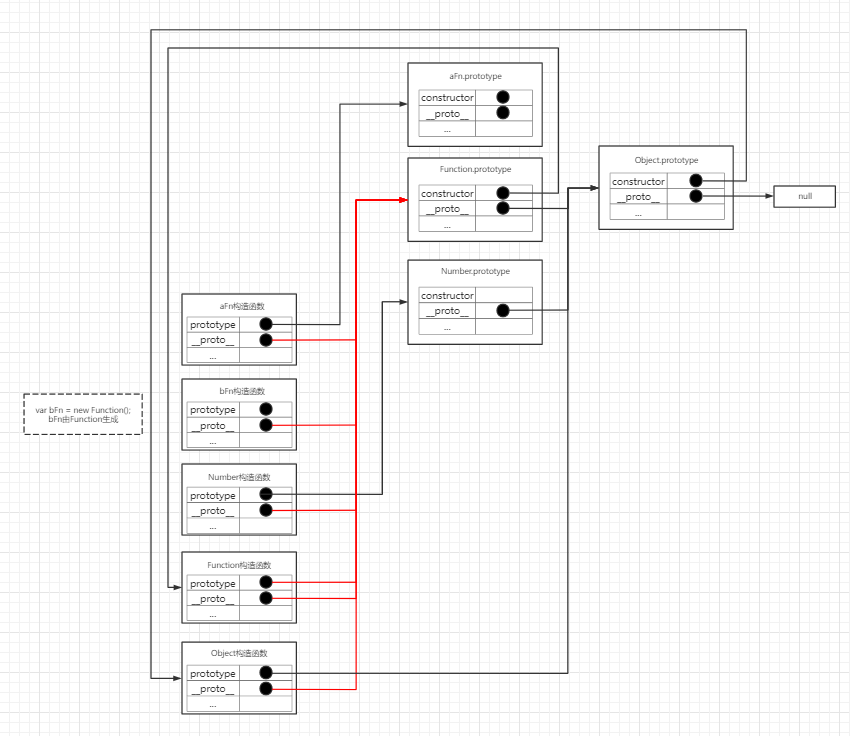 aFn.prototype
constructor
__proto__
...
Function.prototype
constructor
__proto__
...
Object.prototype
constructor
__proto__
...
null
Number.prototype
constructor
__proto__
...
aFn构造函数
prototype
__proto__
...
bFn构造函数
prototype
__proto__
...
var bFn = new Function();
bFn由Function生成
Number构造函数
prototype
__proto__
...
Function构造函数
prototype
__proto__
...
Object构造函数
prototype
__proto__
...